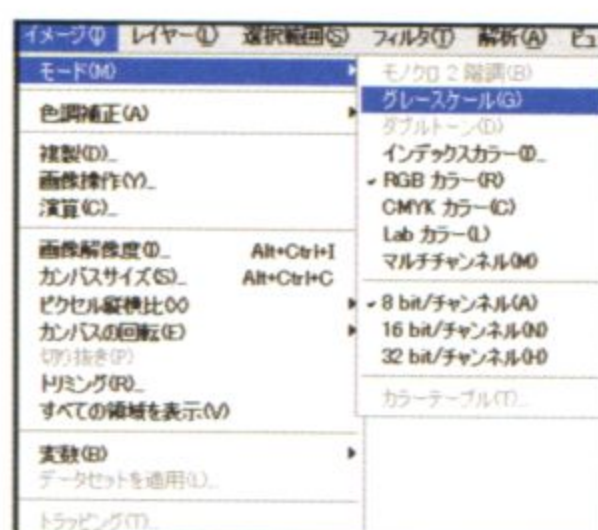 イメージ(I) レイヤー(L) 選択範囲(S) フィルタ(T) 解析(A) ビュ
モード(M)
色調補正(A)
複製(D)...
画像操作(Y)...
演算(C)...
画像解像度(I)... Alt+Ctrl+I
カンバスサイズ(S)... Alt+Ctrl+C
ピクセル縦横比(X)
カンバスの回転(E)
切り抜き(P)
トリミング(R)...
すべての領域を表示(V)
変数(B)
データセットを適用(L)...
トラッピング(T)...
モノクロ 2 階調(B)
グレースケール(G)
ダブルトーン(D)
インデックスカラー(I)...
RGB カラー(R)
CMYK カラー(C)
Lab カラー(L)
マルチチャンネル(M)
8 bit/チャンネル(A)
16 bit/チャンネル(N)
32 bit/チャンネル(H)
カラーテーブル(T)...